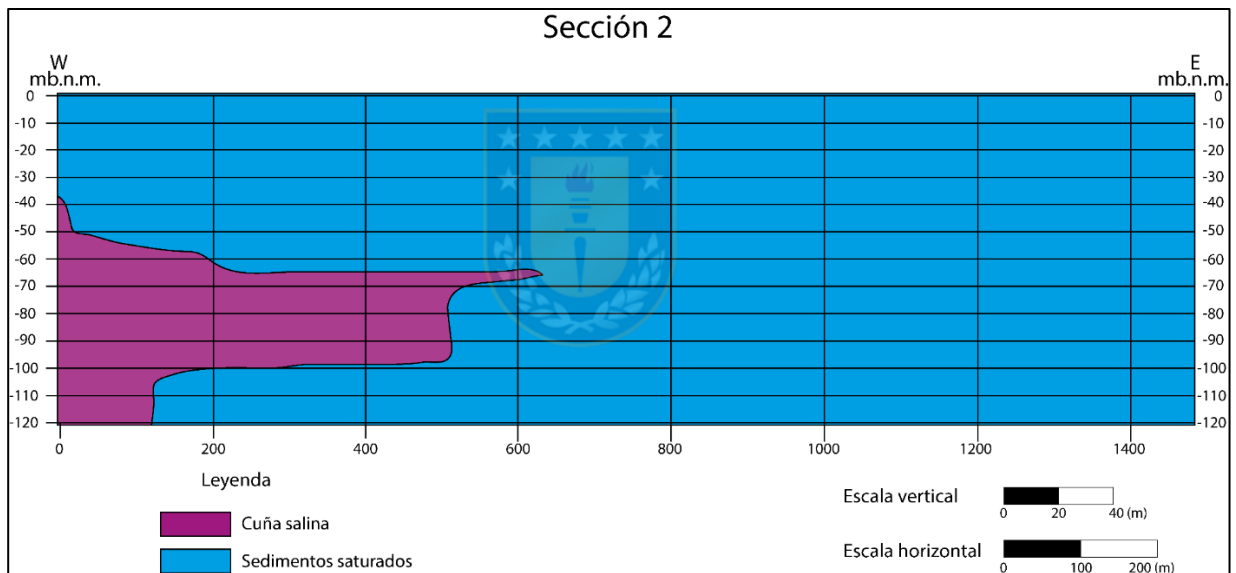 Sección 2
W
mb.n.m.
E
mb.n.m.
0
-10
-20
-30
-40
-50
-60
-70
-80
-90
-100
-110
-120
0
-10
-20
-30
-40
-50
-60
-70
-80
-90
-100
-110
-120
0 200 400 600 800 1000 1200 1400
Leyenda
Cuña salina
Sedimentos saturados
Escala vertical
0 20 40 (m)
Escala horizontal
0 100 200 (m)